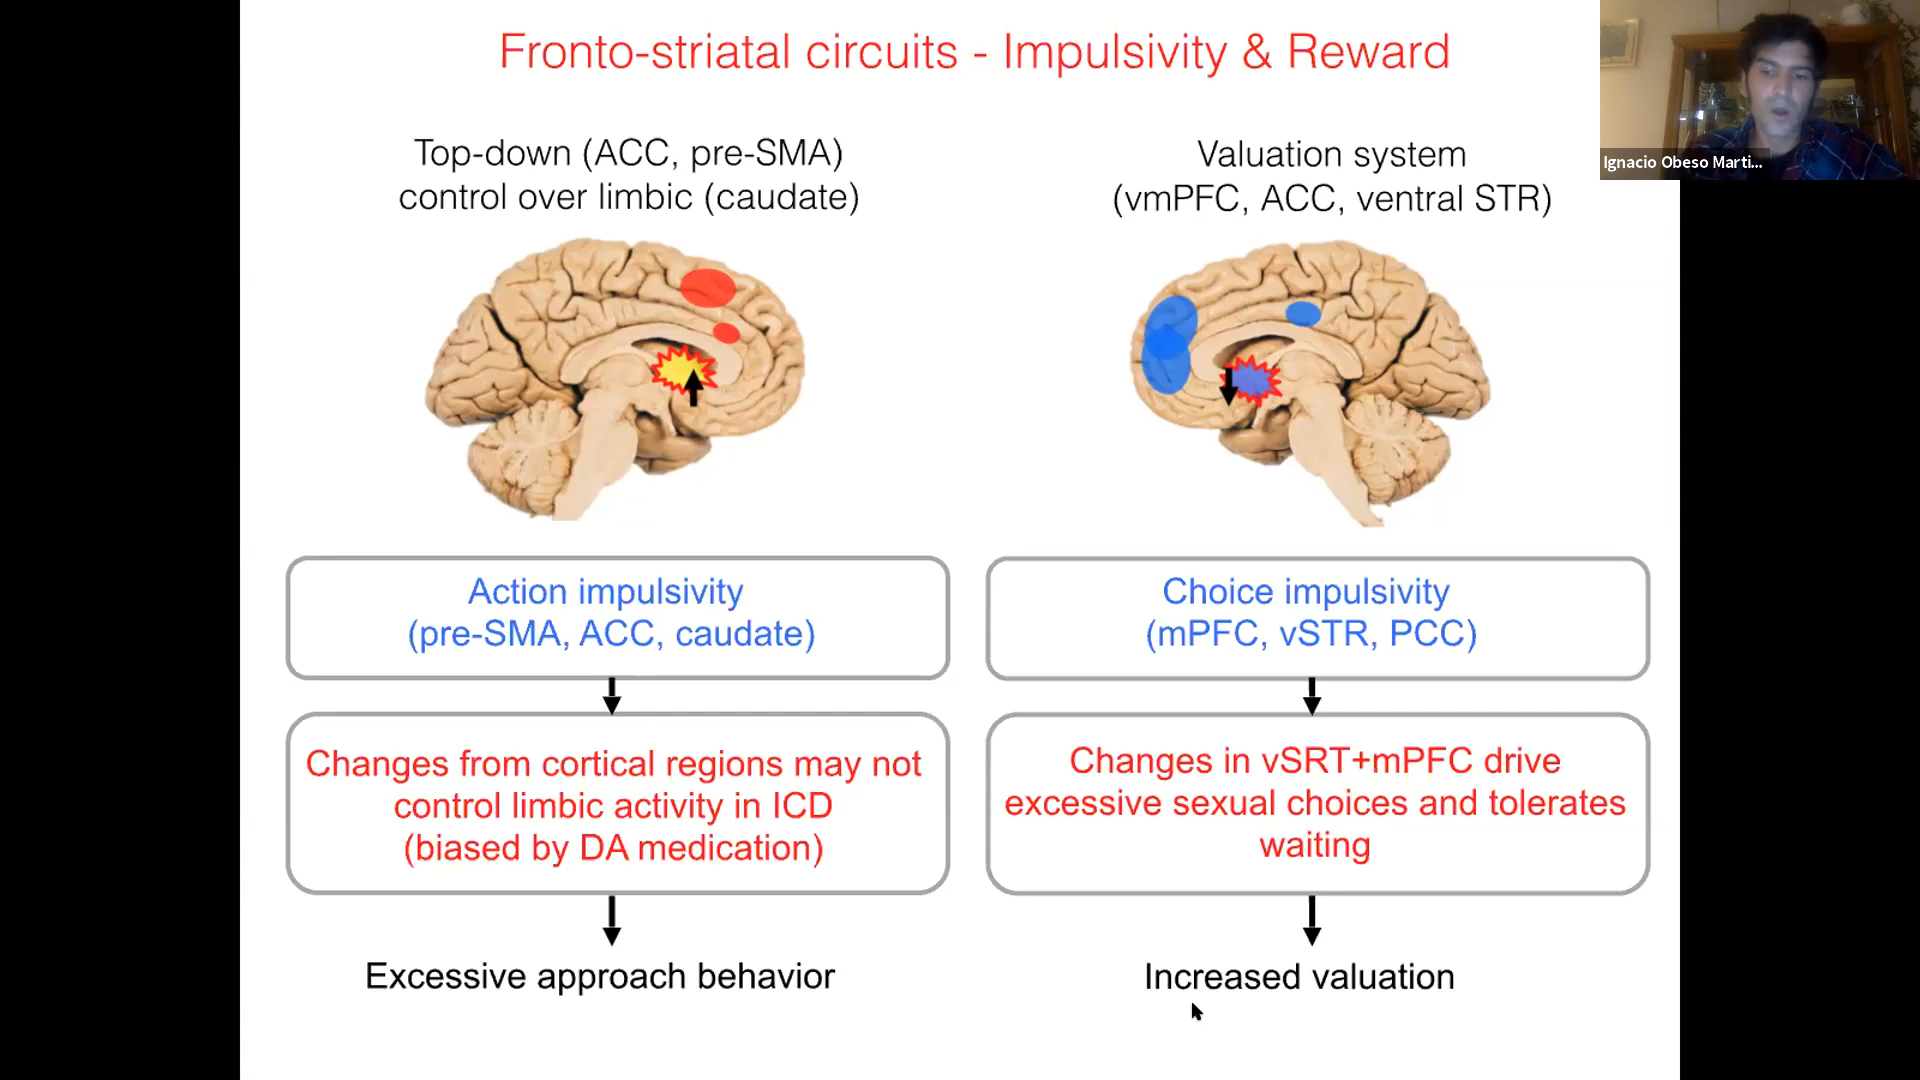 Fronto-striatal circuits - Impulsivity & Reward
Ignacio Obeso Marti...
Top-down (ACC, pre-SMA)
control over limbic (caudate)
Valuation system
(vmPFC, ACC, ventral STR)
Action impulsivity
(pre-SMA, ACC, caudate)
Choice impulsivity
(mPFC, vSTR, PCC)
Changes from cortical regions may not
control limbic activity in ICD
(biased by DA medication)
Changes in vSRT+mPFC drive
excessive sexual choices and tolerates
waiting
Excessive approach behavior
Increased valuation